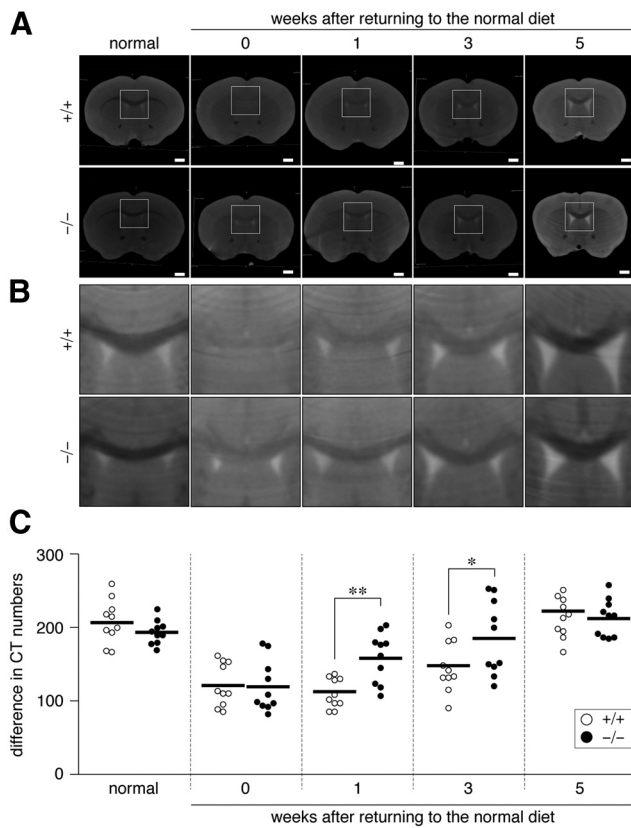 A
weeks after returning to the normal diet
normal 0 1 3 5
+/+
−/−
B
+/+
−/−
C
300
200
100
0
difference in CT numbers
** *
+/+
−/−
normal 0 1 3 5
weeks after returning to the normal diet